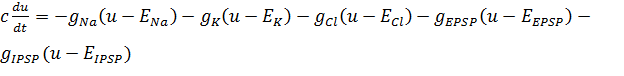 c du/dt = −g_Na(u − E_Na) − g_K(u − E_K) − g_Cl(u − E_Cl) − g_EPSP(u − E_EPSP) −
g_IPSP(u − E_IPSP)